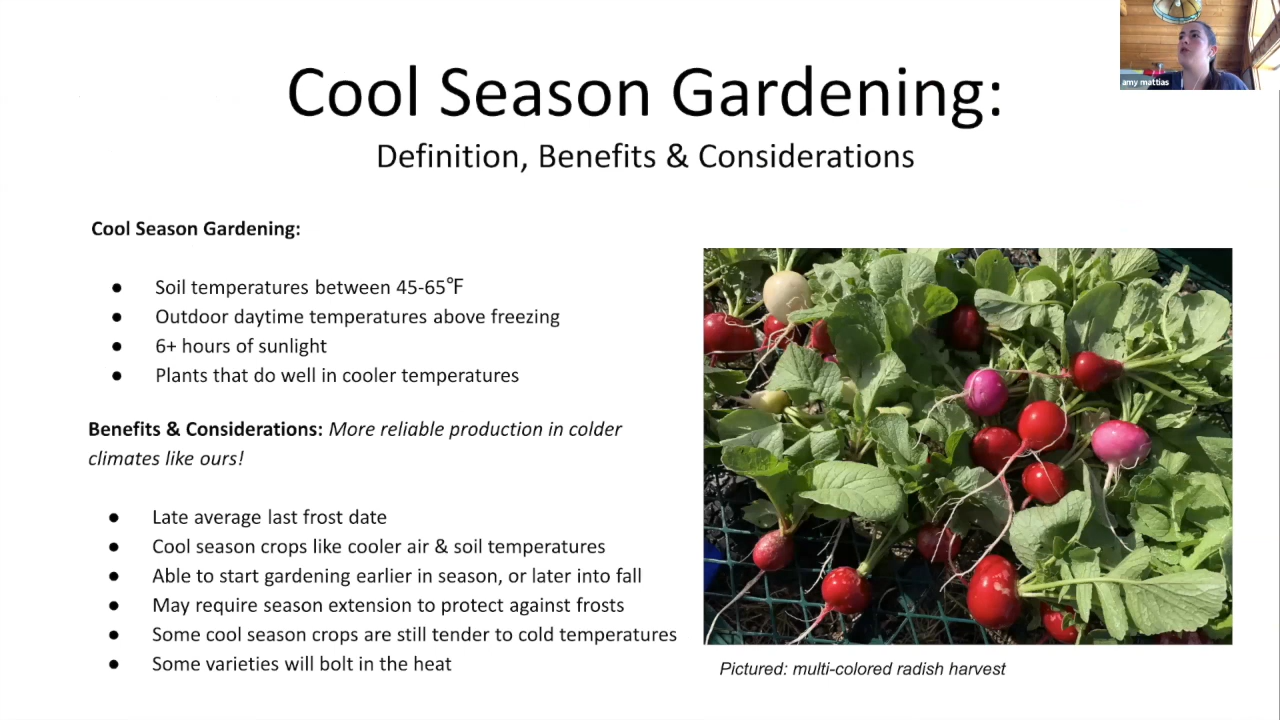 amy mattias
Cool Season Gardening:
Definition, Benefits & Considerations
Cool Season Gardening:
● Soil temperatures between 45-65℉
● Outdoor daytime temperatures above freezing
● 6+ hours of sunlight
● Plants that do well in cooler temperatures
Benefits & Considerations: More reliable production in colder
climates like ours!
● Late average last frost date
● Cool season crops like cooler air & soil temperatures
● Able to start gardening earlier in season, or later into fall
● May require season extension to protect against frosts
● Some cool season crops are still tender to cold temperatures
● Some varieties will bolt in the heat
Pictured: multi-colored radish harvest